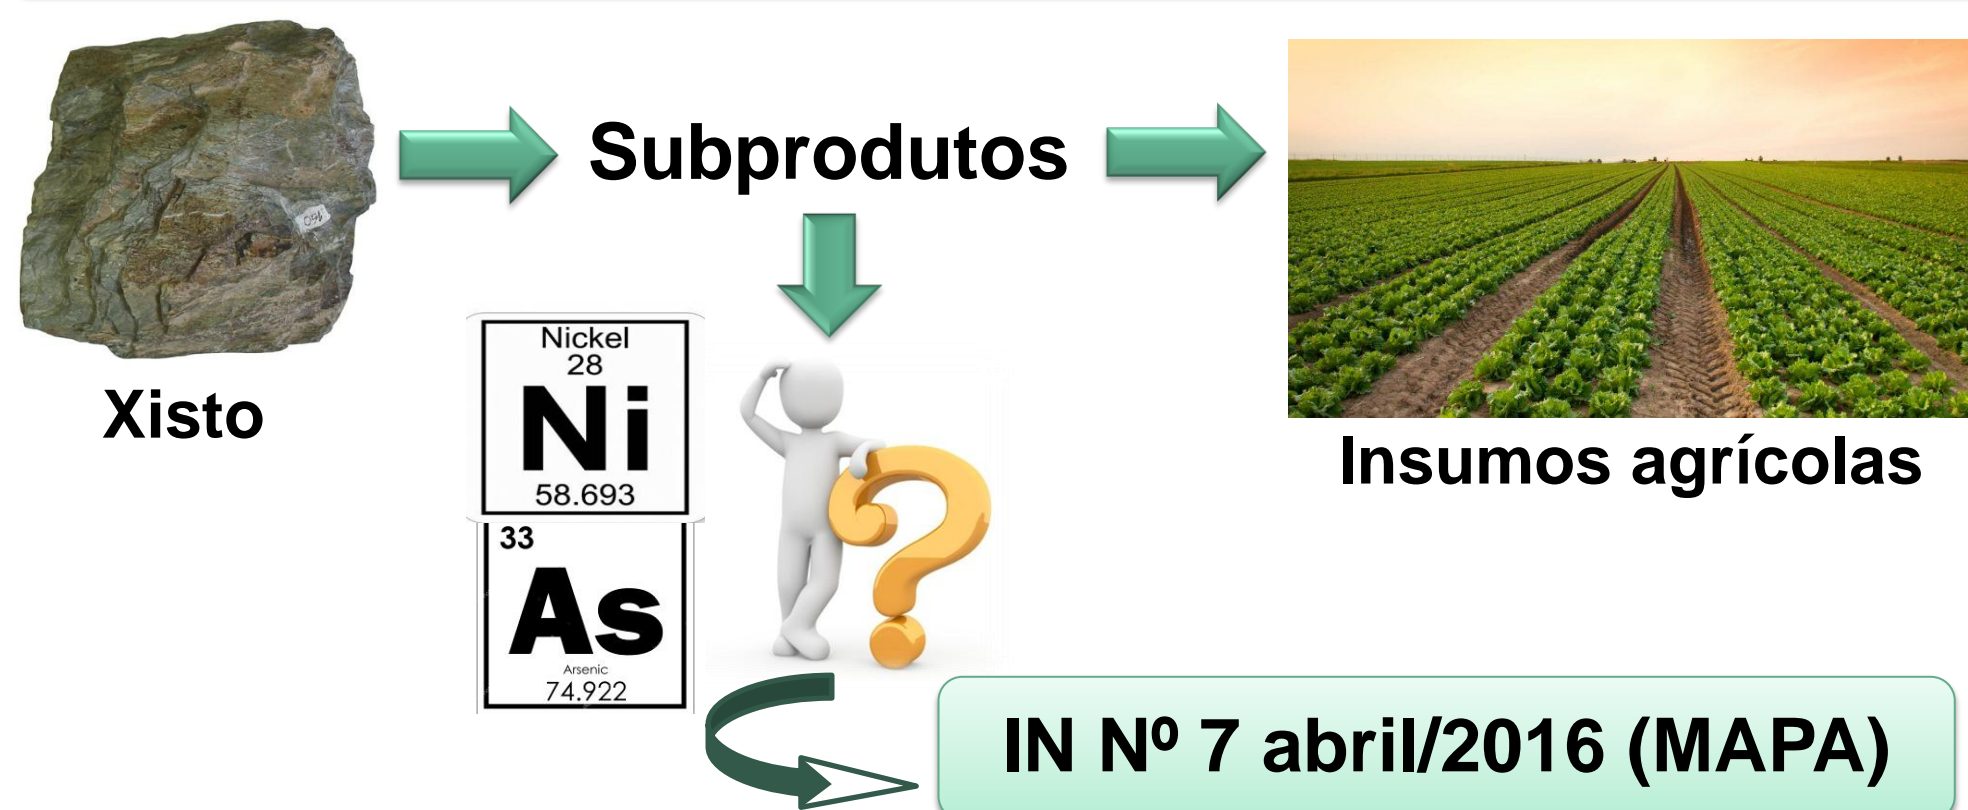 Subprodutos
Xisto
Nickel
28
Ni
58.693
33
As
Arsenic
74.922
Insumos agrícolas
IN Nº 7 abril/2016 (MAPA)